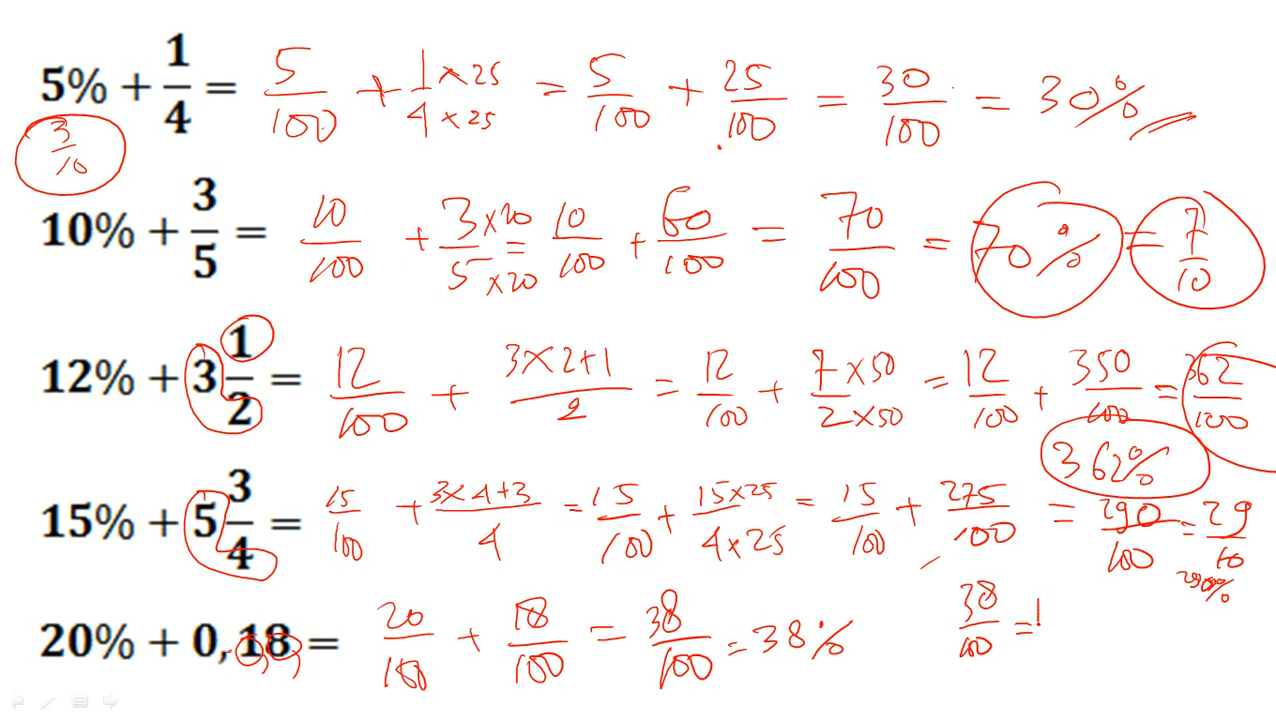 5% + 1/4 = 5/100 + 1×25/4×25 = 5/100 + 25/100 = 30/100 = 30%
3/10
10% + 3/5 = 10/100 + 3×20/5×20 = 10/100 + 60/100 = 70/100 = 70% = 7/10
12% + 3 1/2 = 12/100 + 3×2+1/2 = 12/100 + 7×50/2×50 = 12/100 + 350/100 = 362/100
362%
15% + 5 3/4 = 15/100 + 3×4+3/4 = 15/100 + 15×25/4×25 = 15/100 + 275/100 = 290/100 = 29/10
290%
20% + 0,18 = 20/100 + 18/100 = 38/100 = 38% 38/100 =